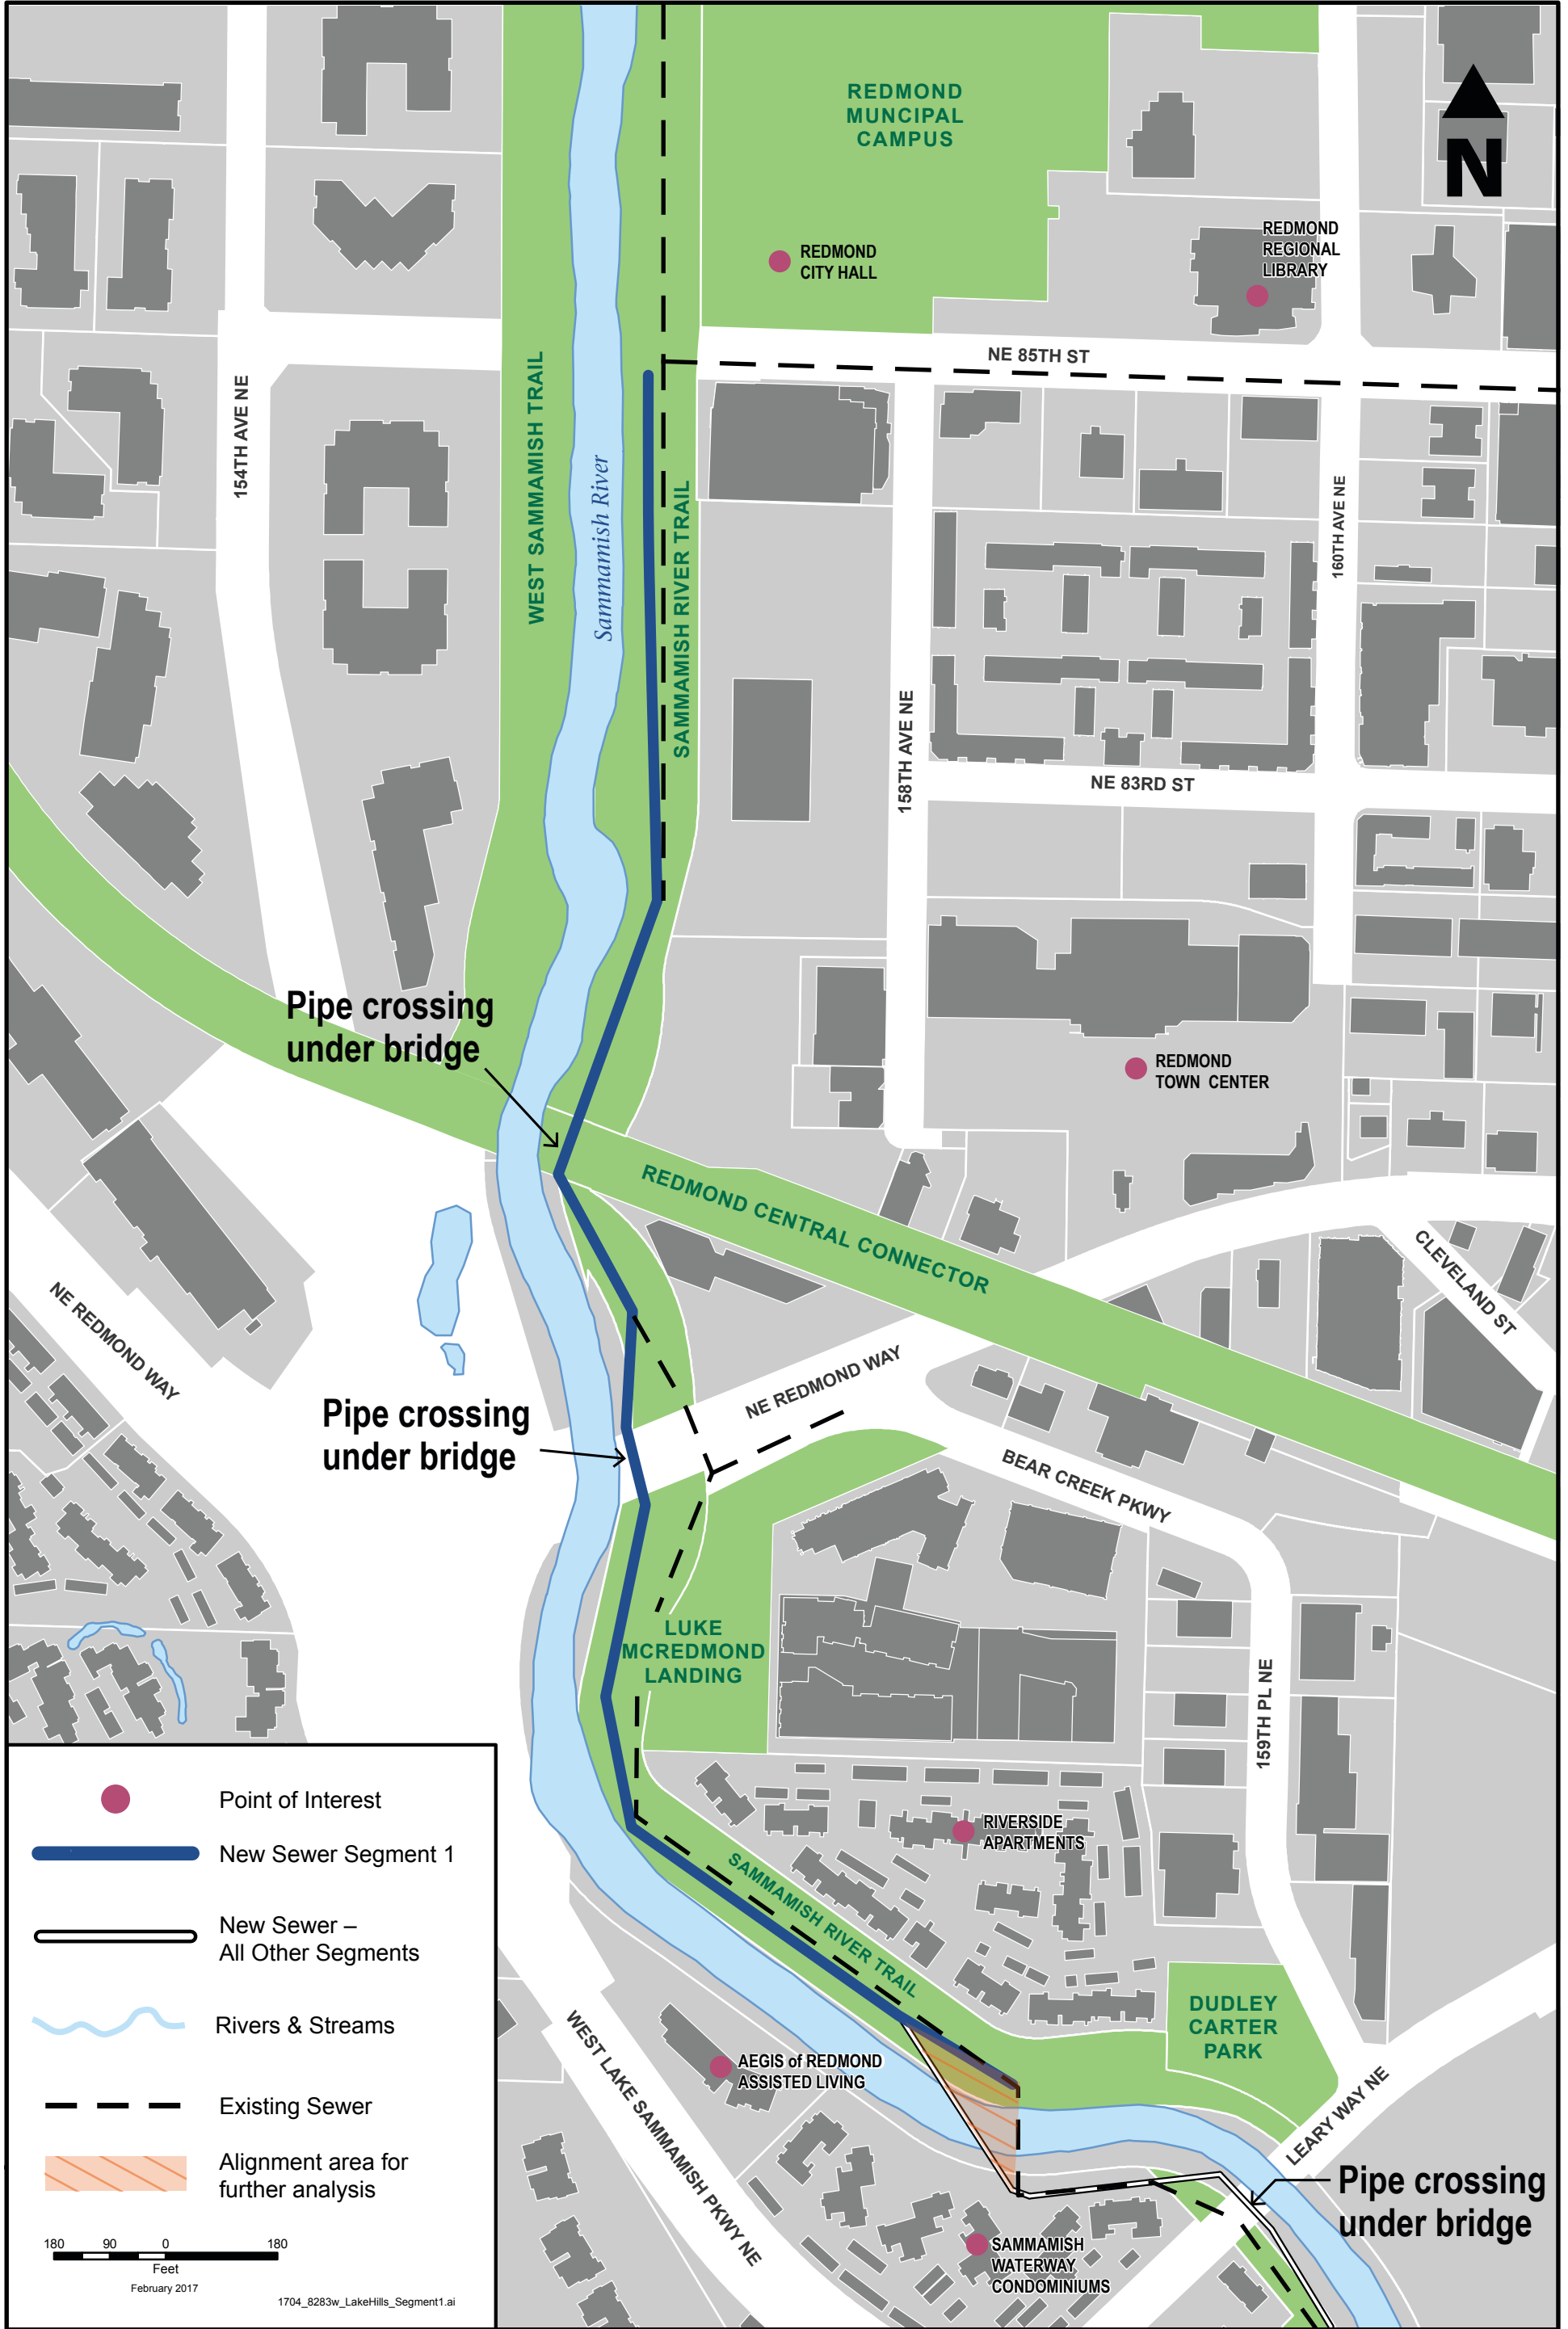 REDMOND
MUNCIPAL
CAMPUS
N
REDMOND
CITY HALL
REDMOND
REGIONAL
LIBRARY
NE 85TH ST
154TH AVE NE
WEST SAMMAMISH TRAIL
Sammamish River
SAMMAMISH RIVER TRAIL
160TH AVE NE
158TH AVE NE
NE 83RD ST
Pipe crossing
under bridge
REDMOND
TOWN CENTER
REDMOND CENTRAL CONNECTOR
CLEVELAND ST
NE REDMOND WAY
NE REDMOND WAY
Pipe crossing
under bridge
BEAR CREEK PKWY
LUKE
MCREDMOND
LANDING
159TH PL NE
RIVERSIDE
APARTMENTS
SAMMAMISH RIVER TRAIL
DUDLEY
CARTER
PARK
WEST LAKE SAMMAMISH PKWY NE
AEGIS of REDMOND
ASSISTED LIVING
LEARY WAY NE
Pipe crossing
under bridge
SAMMAMISH
WATERWAY
CONDOMINIUMS
Point of Interest
New Sewer Segment 1
New Sewer –
All Other Segments
Rivers & Streams
Existing Sewer
Alignment area for
further analysis
180 90 0 180
Feet
February 2017
1704_8283w_LakeHills_Segment1.ai